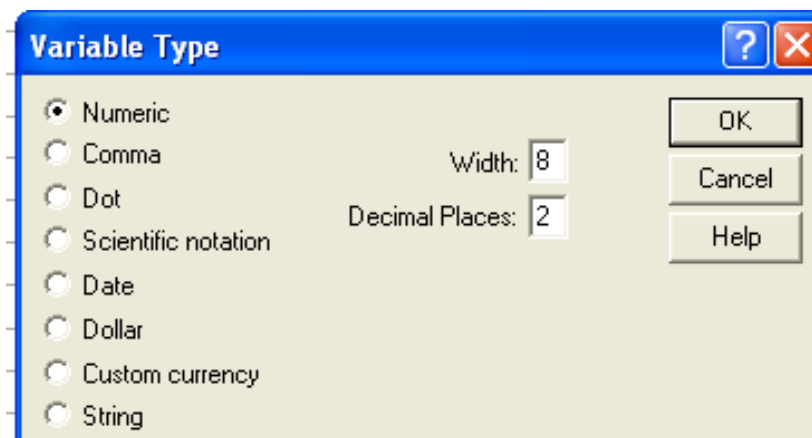 Variable Type
Numeric
Comma
Dot
Scientific notation
Date
Dollar
Custom currency
String
Width: 8
Decimal Places: 2
OK
Cancel
Help